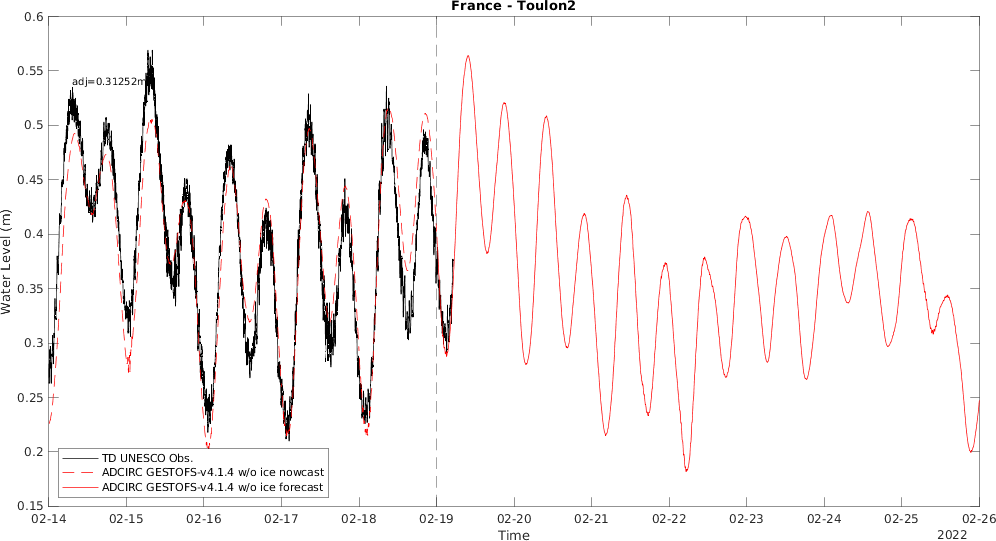 France - Toulon2
0.6
0.55
0.5
0.45
0.4
0.35
0.3
0.25
0.2
0.15
Water Level (m)
adj=0.31252m
TD UNESCO Obs.
ADCIRC GESTOFS-v4.1.4 w/o ice nowcast
ADCIRC GESTOFS-v4.1.4 w/o ice forecast
02-14 02-15 02-16 02-17 02-18 02-19 02-20 02-21 02-22 02-23 02-24 02-25 02-26
Time
2022